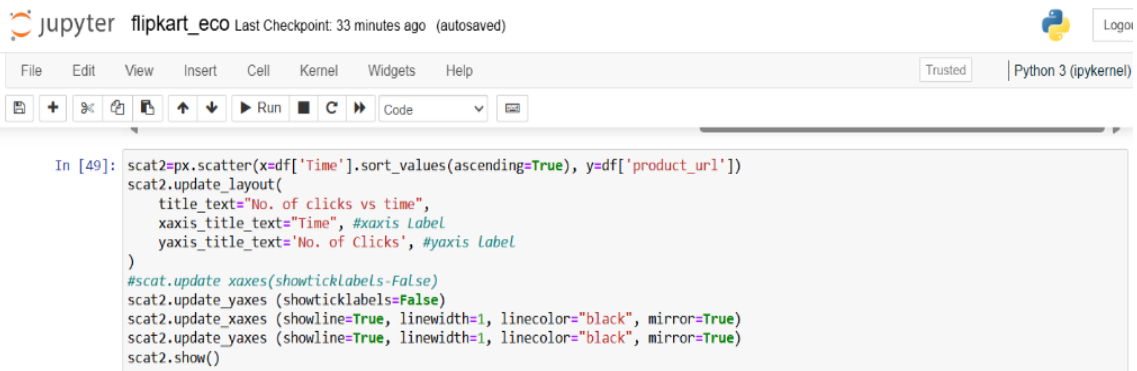 jupyter flipkart_eco Last Checkpoint: 33 minutes ago (autosaved)
Logou
File Edit View Insert Cell Kernel Widgets Help
Trusted
Python 3 (ipykernel)
Run
Code
In [49]: scat2=px.scatter(x=df['Time'].sort_values(ascending=True), y=df['product_url'])
scat2.update_layout(
title_text="No. of clicks vs time",
xaxis_title_text="Time", #xaxis Label
yaxis_title_text='No. of Clicks', #yaxis label
)
#scat.update xaxes(showticklabels-False)
scat2.update_yaxes (showticklabels=False)
scat2.update_xaxes (showline=True, linewidth=1, linecolor="black", mirror=True)
scat2.update_yaxes (showline=True, linewidth=1, linecolor="black", mirror=True)
scat2.show()